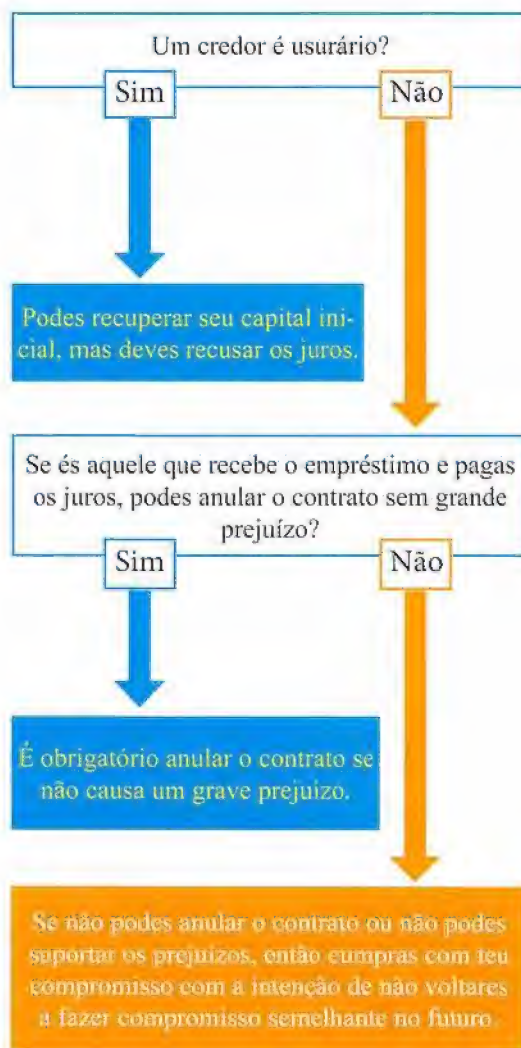 Um credor é usurário?
Sim
Não
Podes recuperar seu capital ini-
cial, mas deves recusar os juros.
Se és aquele que recebe o empréstimo e pagas
os juros, podes anular o contrato sem grande
prejuízo?
Sim
Não
É obrigatório anular o contrato se
não causa um grave prejuizo.
Se não podes anular o contrato ou não podes
suportar os prejuízos, então cumpras com teu
compromisso com a intenção de não voltares
a fazer compromisso semelhante no futuro.